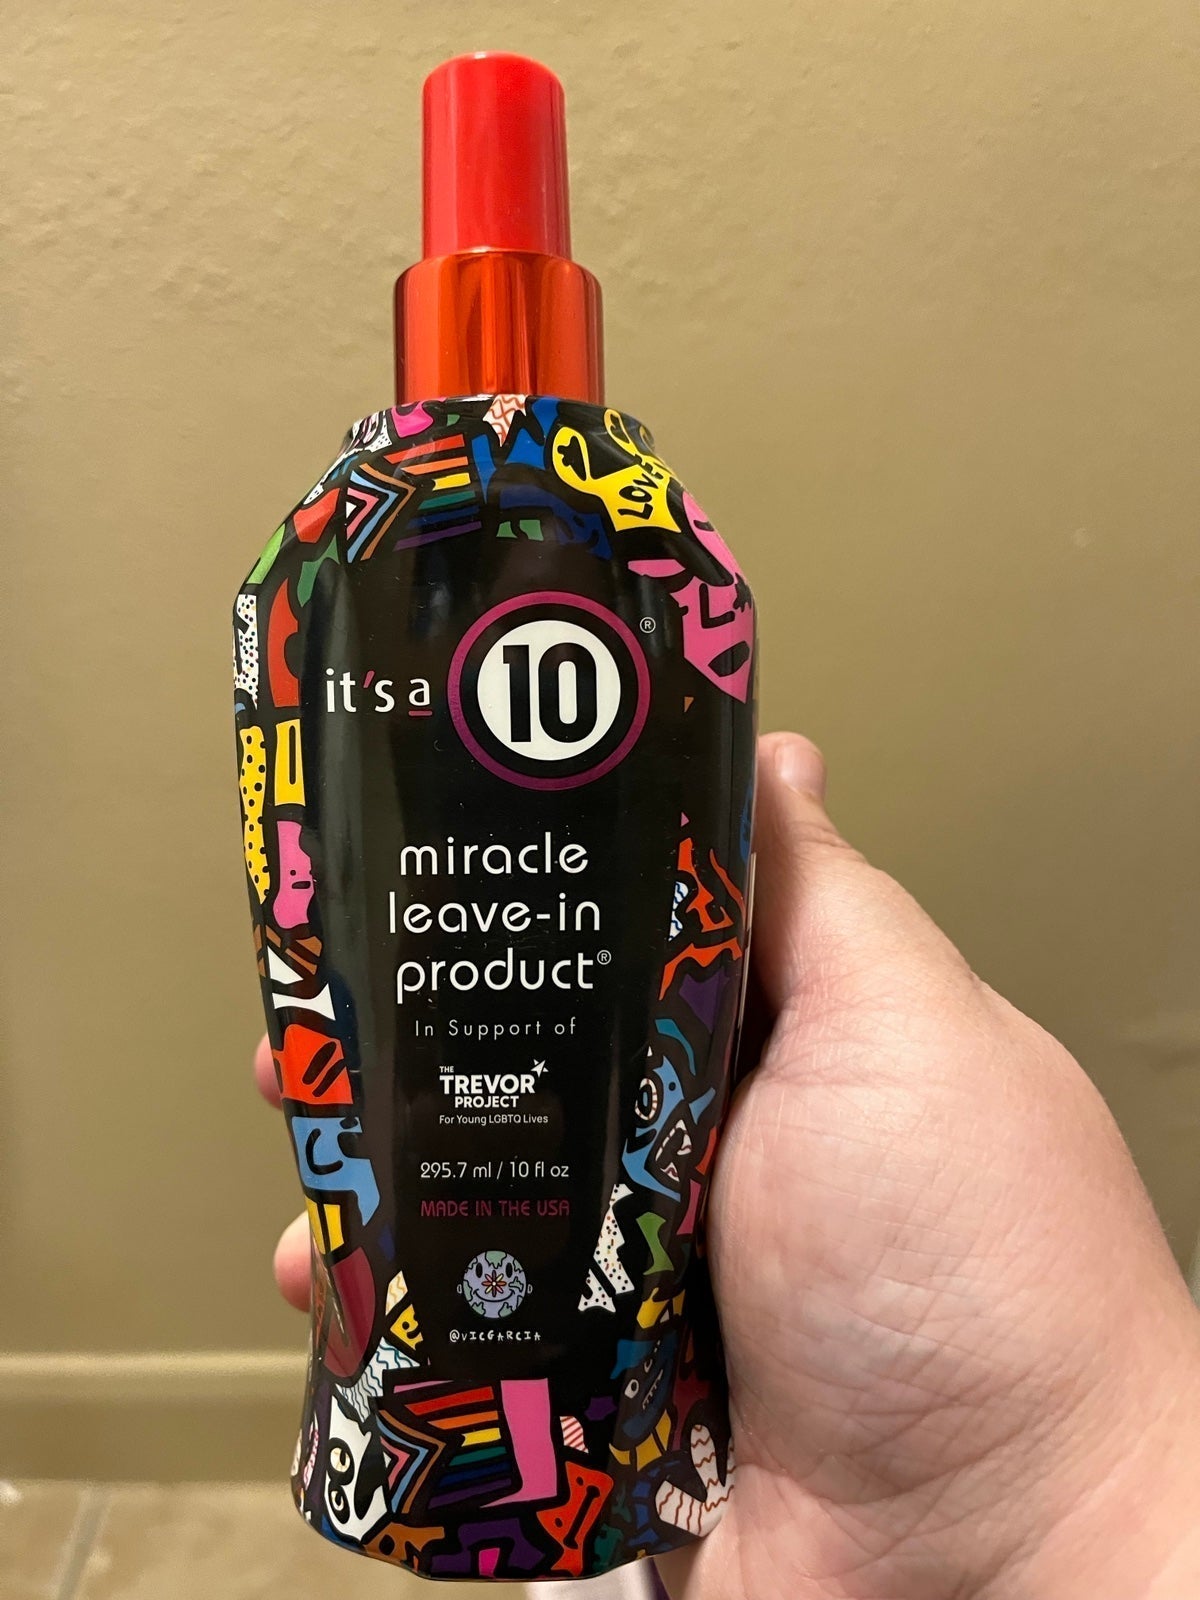 LOVE
it's a 10®
miracle
leave-in
product®
In Support of
THE
TREVOR
PROJECT
For Young LGBTQ Lives
295.7 ml / 10 fl oz
MADE IN THE USA
@VICGARCIA